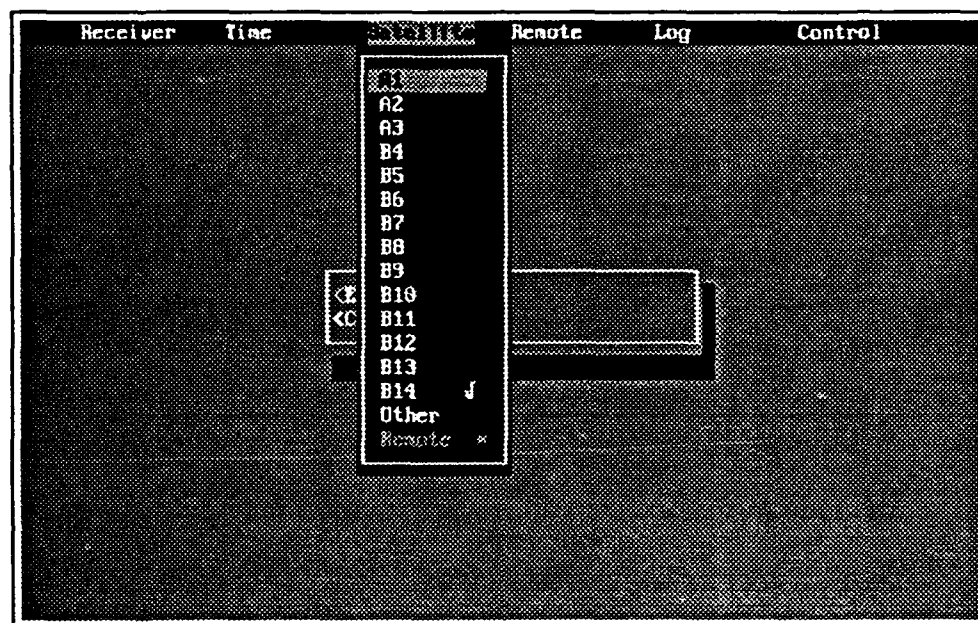 Receiver Time Satellite Remote Log Control
A2
A3
B4
B5
B6
B7
B8
B9
<E B10
<C B11
B12
B13
B14 √
Other
Remote *